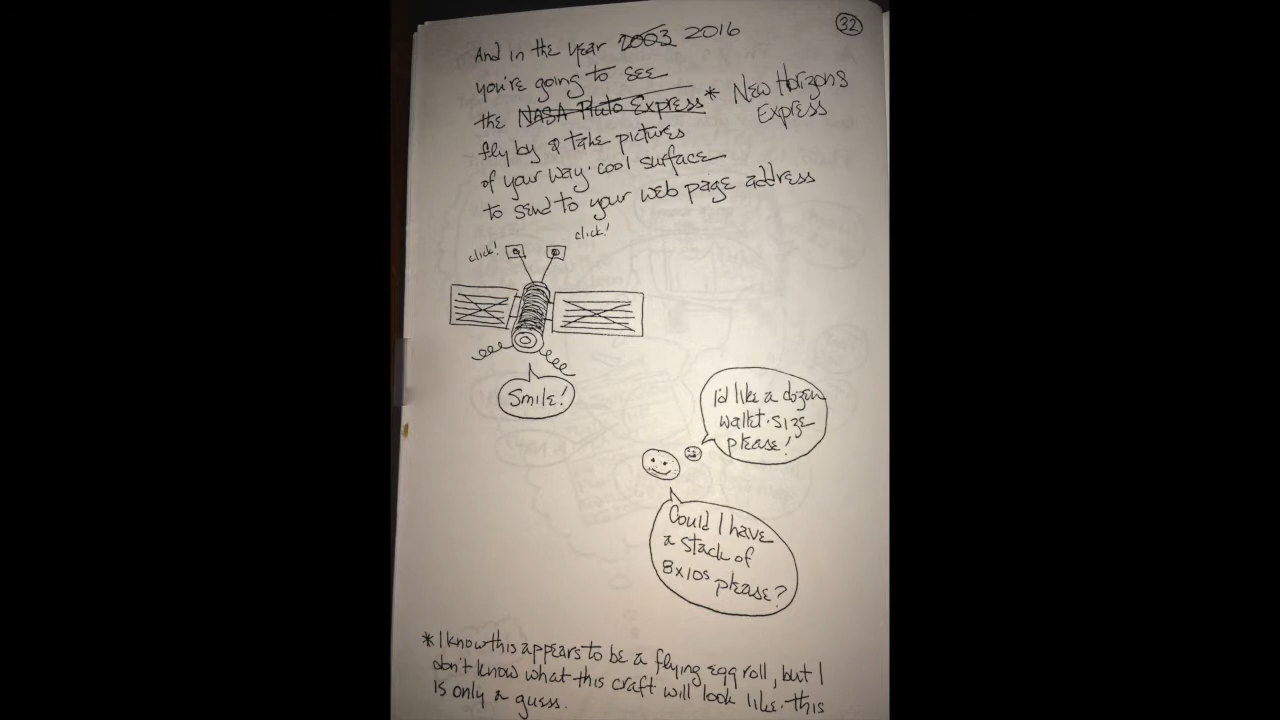 32
And in the year 2003 2016
you're going to see
the NASA Pluto Express* New Horizons
Express
fly by & take pictures
of your way-cool surface
to send to your web page address
click!
click!
Smile!
I'd like a dozen
wallet-size
please!
Could I have
a stack of
8x10s please?
*I know this appears to be a flying egg roll, but I
don't know what this craft will look like. this
is only a guess.